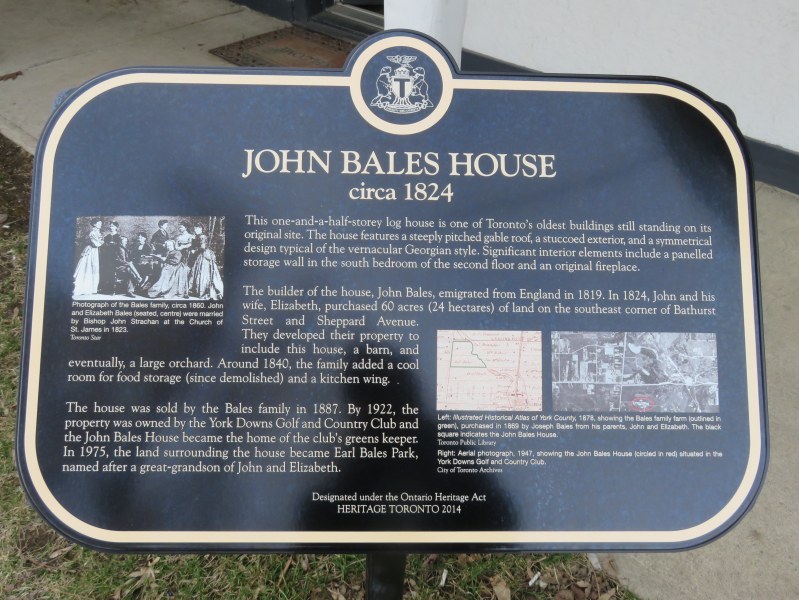 T
JOHN BALES HOUSE
circa 1824
This one-and-a-half-storey log house is one of Toronto's oldest buildings still standing on its
original site. The house features a steeply pitched gable roof, a stuccoed exterior, and a symmetrical
design typical of the vernacular Georgian style. Significant interior elements include a panelled
storage wall in the south bedroom of the second floor and an original fireplace.
Photograph of the Bales family, circa 1860. John
and Elizabeth Bales (seated, centre) were married
by Bishop John Strachan at the Church of
St. James in 1823.
Toronto Star
The builder of the house, John Bales, emigrated from England in 1819. In 1824, John and his
wife, Elizabeth, purchased 60 acres (24 hectares) of land on the southeast corner of Bathurst
Street and Sheppard Avenue.
They developed their property to
include this house, a barn, and
eventually, a large orchard. Around 1840, the family added a cool
room for food storage (since demolished) and a kitchen wing.
The house was sold by the Bales family in 1887. By 1922, the
property was owned by the York Downs Golf and Country Club and
the John Bales House became the home of the club's greens keeper.
In 1975, the land surrounding the house became Earl Bales Park,
named after a great-grandson of John and Elizabeth.
Left: Illustrated Historical Atlas of York County, 1878, showing the Bales family farm (outlined in
green), purchased in 1869 by Joseph Bales from his parents, John and Elizabeth. The black
square indicates the John Bales House.
Toronto Public Library
Right: Aerial photograph, 1947, showing the John Bales House (circled in red) situated in the
York Downs Golf and Country Club.
City of Toronto Archives
Designated under the Ontario Heritage Act
HERITAGE TORONTO 2014